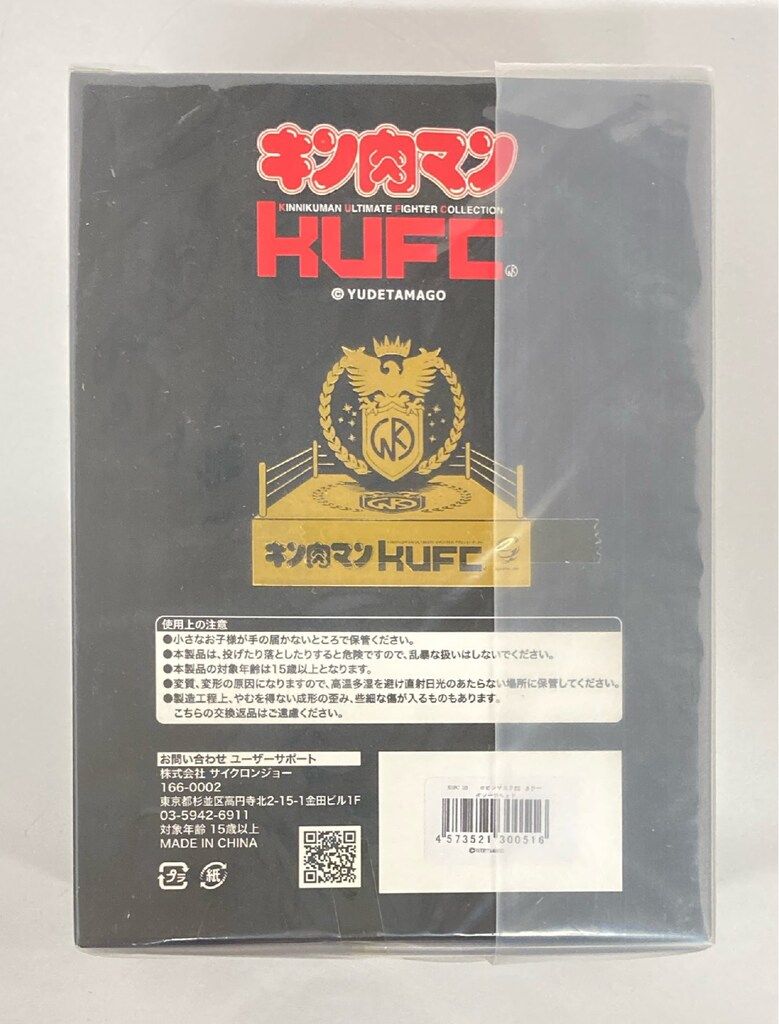 キン肉マン
KINNIKUMAN ULTIMATE FIGHTER COLLECTION
KUFC
© YUDETAMAGO
キン肉マン KUFC
使用上の注意
●小さなお子様が手の届かないところで保管ください。
●本製品は、投げたり落としたりすると危険ですので、乱暴な扱いはしないでください。
●本製品の対象年齢は15歳以上となります。
●変質、変形の原因になりますので、高温多湿を避け直射日光のあたらない場所に保管してください。
●製造工程上、やむを得ない成形の歪み、些細な傷が入るものもあります。
こちらの交換返品はご遠慮ください。
お問い合わせ ユーザーサポート
株式会社 サイクロンジョー
166-0002
東京都杉並区高円寺北2-15-1金田ビル1F
03-5942-6911
対象年齢 15歳以上
MADE IN CHINA
プラ 紙
4 573521 300516